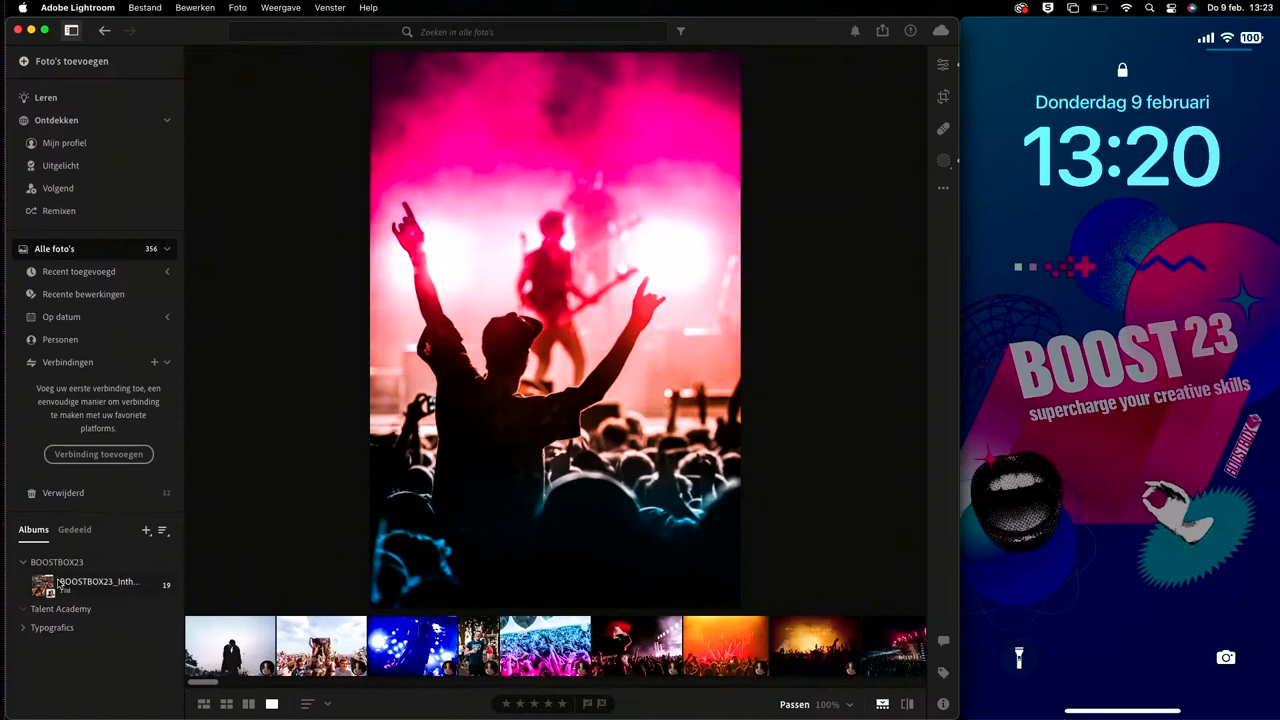 Adobe Lightroom Bestand Bewerken Foto Weergave Venster Help
Do 9 feb. 13:23
Zoeken in alle foto's
Foto's toevoegen
Leren
Ontdekken
Mijn profiel
Uitgelicht
Volgend
Remixen
Alle foto's 356
Recent toegevoegd
Recente bewerkingen
Op datum
Personen
Verbindingen
Voeg uw eerste verbinding toe, een
eenvoudige manier om verbinding
te maken met uw favoriete
platforms.
Verbinding toevoegen
Verwijderd 12
Albums Gedeeld
BOOSTBOX23
BOOSTBOX23_Inth... 19
Talent Academy
Typografics
Passen 100%
100
Donderdag 9 februari
13:20
BOOST 23
supercharge your creative skills
BOOSTBOX